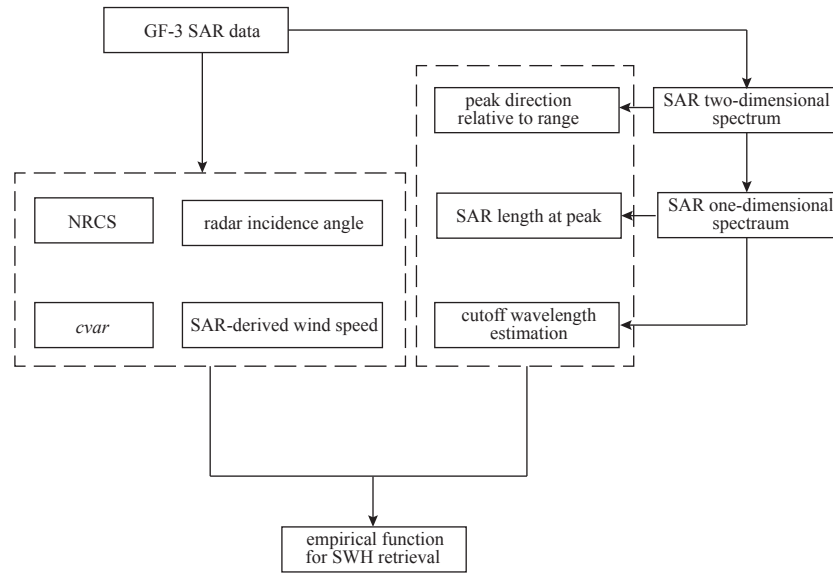 GF-3 SAR data
peak direction
relative to range
SAR two-dimensional
spectrum
NRCS
radar incidence angle
SAR length at peak
SAR one-dimensional
spectraum
cvar
SAR-derived wind speed
cutoff wavelength
estimation
empirical function
for SWH retrieval